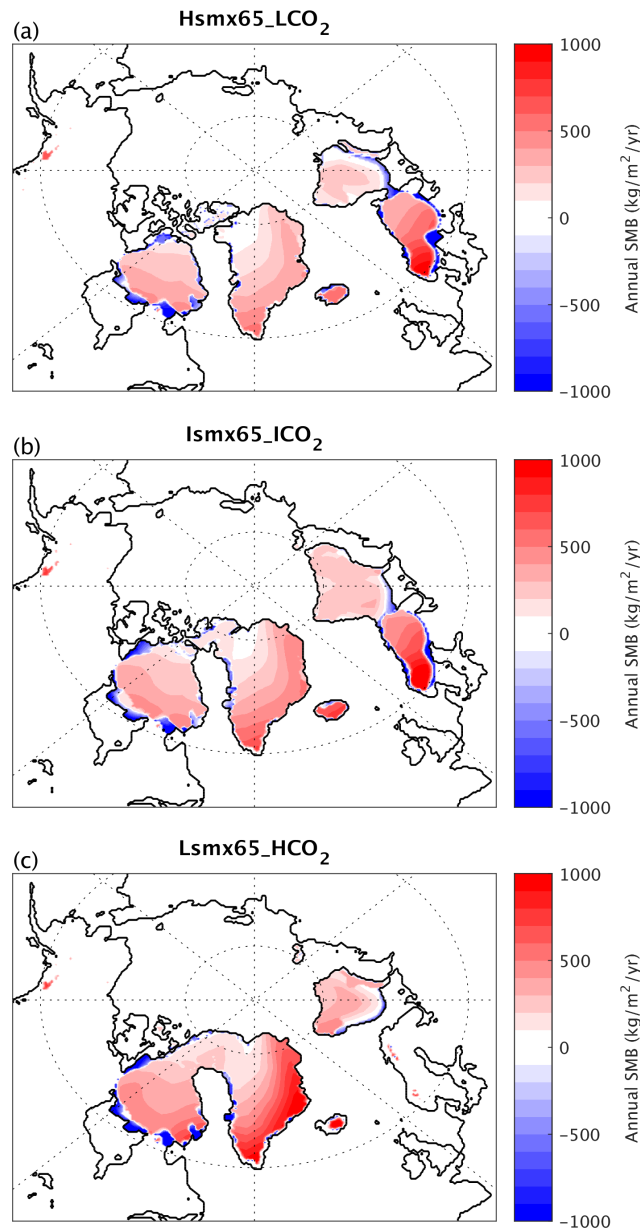 (a)
Hsmx65_LCO2
1000
500
0
−500
−1000
Annual SMB (kg/m²/yr)
(b)
Ismx65_ICO2
1000
500
0
−500
−1000
Annual SMB (kg/m²/yr)
(c)
Lsmx65_HCO2
1000
500
0
−500
−1000
Annual SMB (kg/m²/yr)